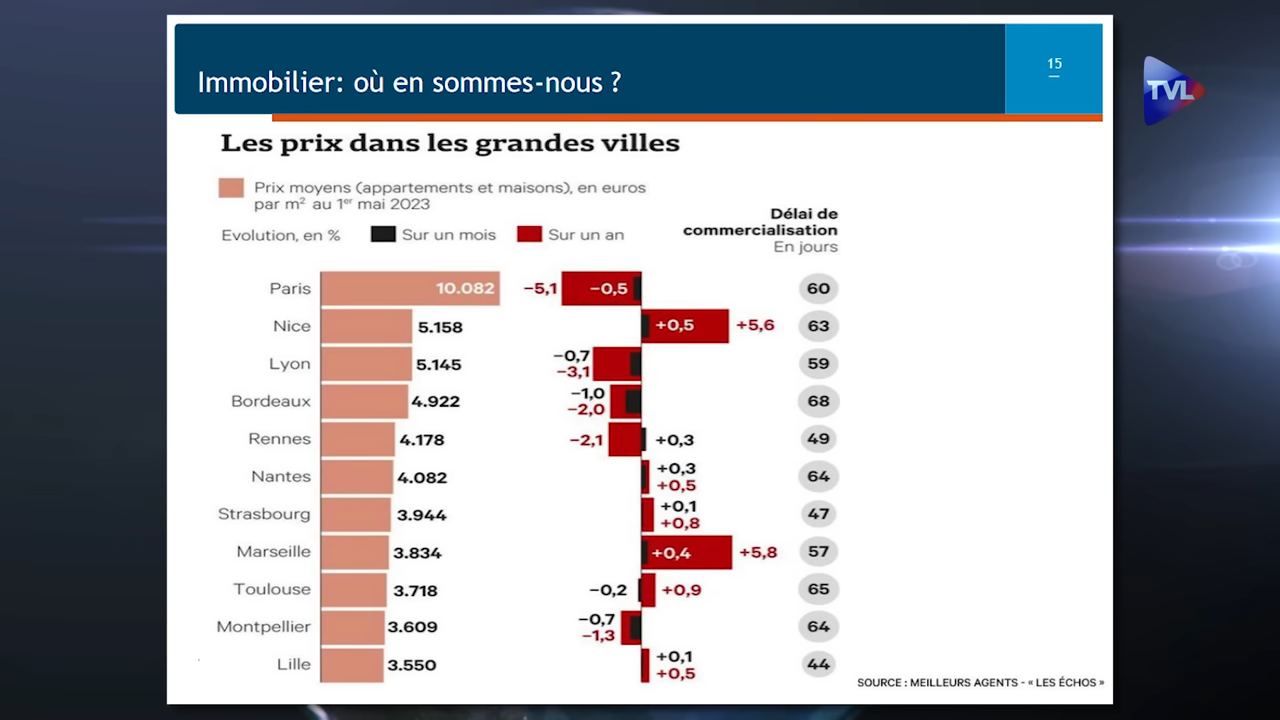 Immobilier: où en sommes-nous ?
15
TVL
Les prix dans les grandes villes
Prix moyens (appartements et maisons), en euros
par m² au 1er mai 2023
Evolution, en % Sur un mois Sur un an
Délai de
commercialisation
En jours
Paris 10.082 −5,1 −0,5 60
Nice 5.158 +0,5 +5,6 63
Lyon 5.145 −0,7 −3,1 59
Bordeaux 4.922 −1,0 −2,0 68
Rennes 4.178 −2,1 +0,3 49
Nantes 4.082 +0,3 +0,5 64
Strasbourg 3.944 +0,1 +0,8 47
Marseille 3.834 +0,4 +5,8 57
Toulouse 3.718 −0,2 +0,9 65
Montpellier 3.609 −0,7 −1,3 64
Lille 3.550 +0,1 +0,5 44
SOURCE : MEILLEURS AGENTS - « LES ÉCHOS »